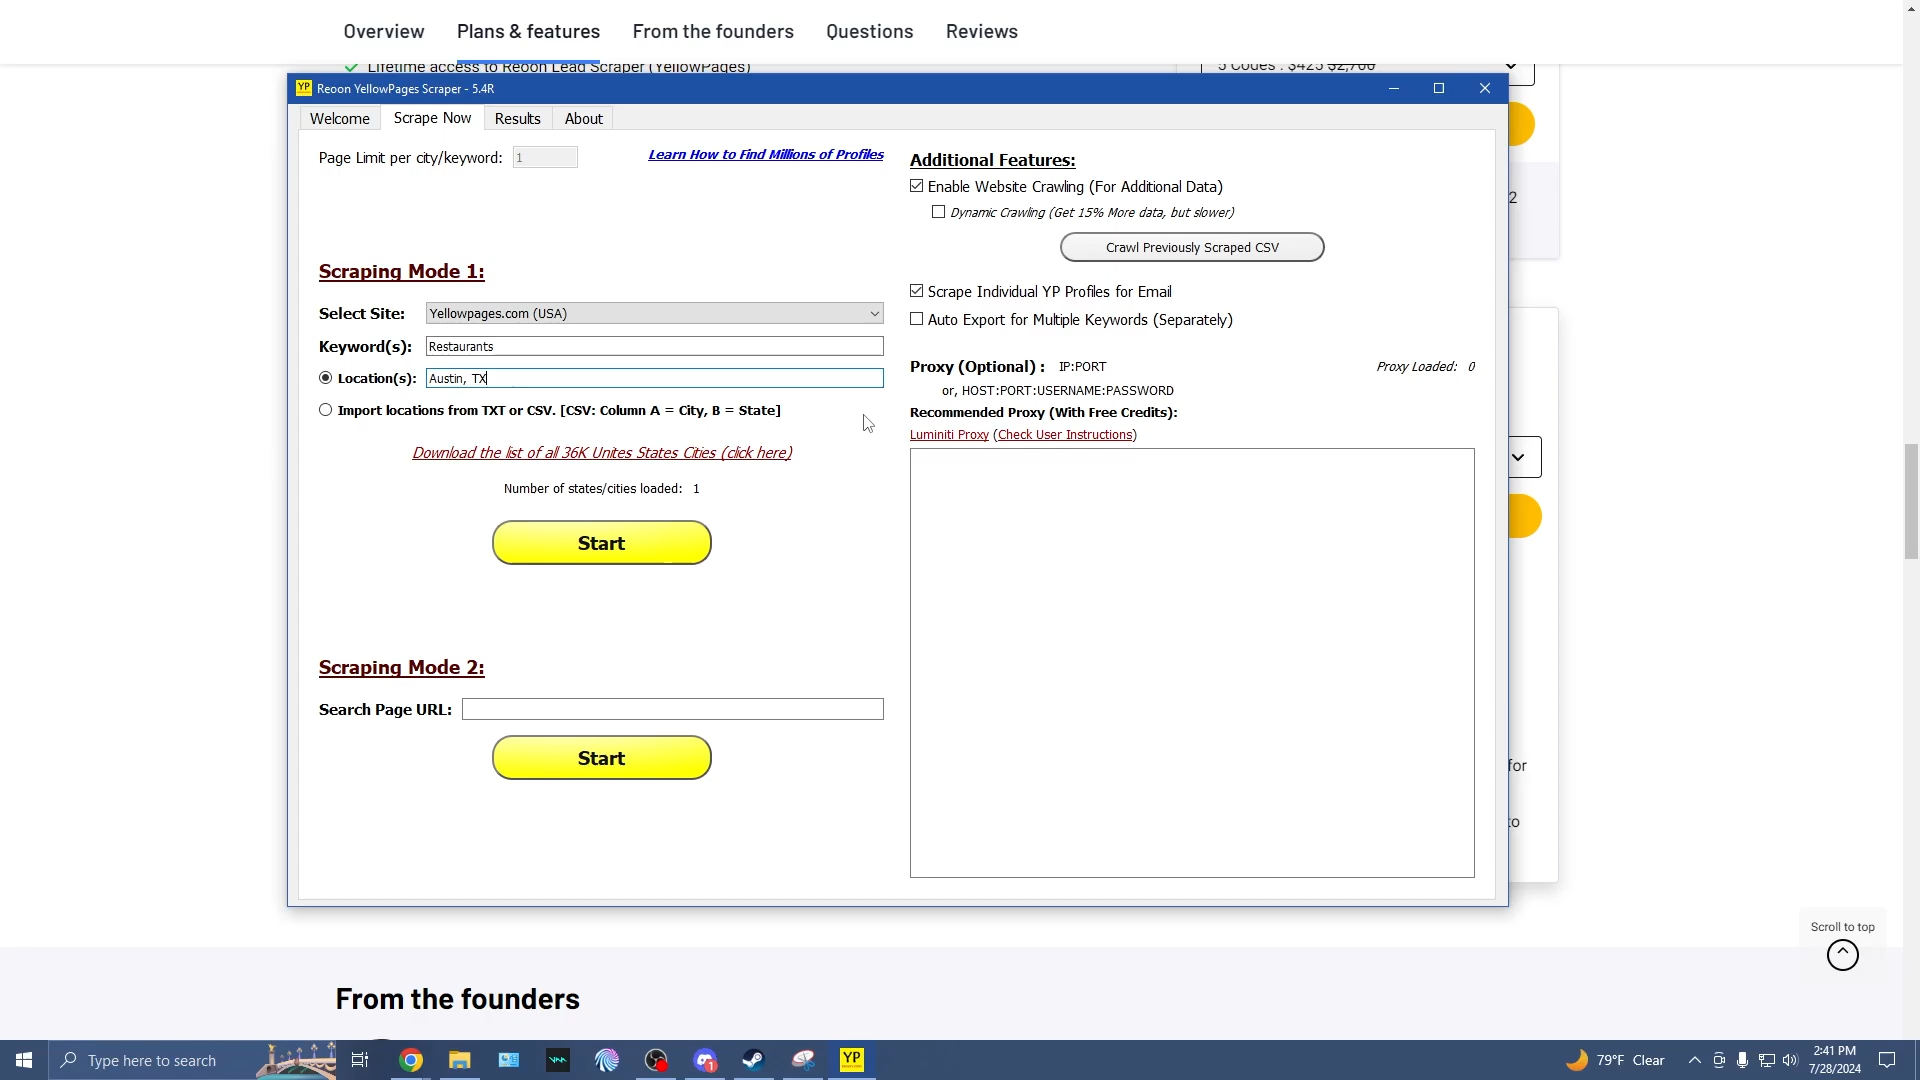 Overview Plans & features From the founders Questions Reviews
Lifetime access to Reoon Lead Scraper (YellowPages)
5 Codes : $425 $2,700
YP Reoon YellowPages Scraper - 5.4R
Welcome Scrape Now Results About
Page Limit per city/keyword: 1
Learn How to Find Millions of Profiles
Scraping Mode 1:
Select Site: Yellowpages.com (USA)
Keyword(s): Restaurants
Location(s): Austin, TX
Import locations from TXT or CSV. [CSV: Column A = City, B = State]
Download the list of all 36K Unites States Cities (click here)
Number of states/cities loaded: 1
Start
Scraping Mode 2:
Search Page URL:
Start
Additional Features:
Enable Website Crawling (For Additional Data)
Dynamic Crawling (Get 15% More data, but slower)
Crawl Previously Scraped CSV
Scrape Individual YP Profiles for Email
Auto Export for Multiple Keywords (Separately)
Proxy (Optional) : IP:PORT Proxy Loaded: 0
or, HOST:PORT:USERNAME:PASSWORD
Recommended Proxy (With Free Credits):
Luminiti Proxy (Check User Instructions)
2
for
to
Scroll to top
From the founders
Type here to search
YP
1
79°F Clear
2:41 PM
7/28/2024